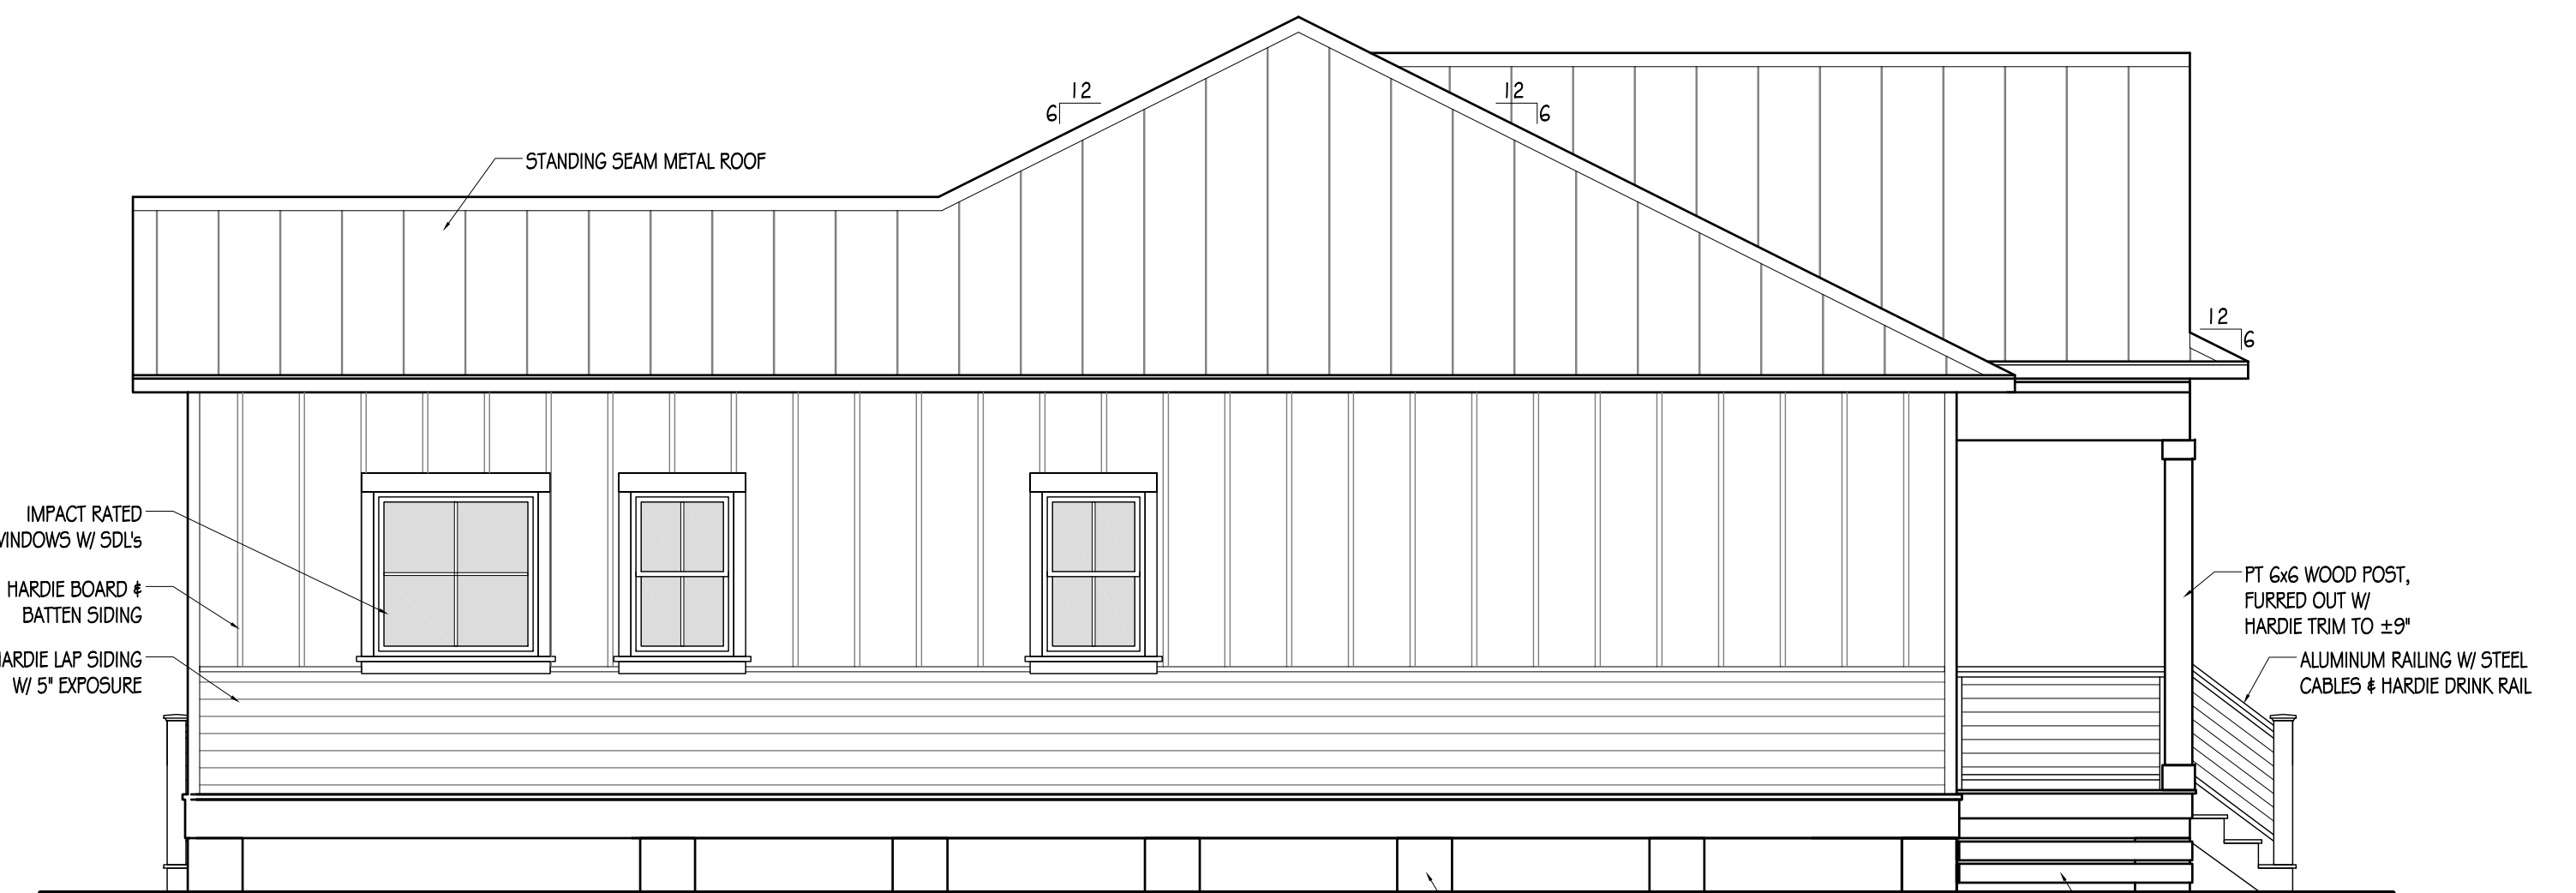 12
6
12
6
STANDING SEAM METAL ROOF
12
6
IMPACT RATED
WINDOWS W/ SDL's
HARDIE BOARD &
BATTEN SIDING
HARDIE LAP SIDING
W/ 5" EXPOSURE
PT 6x6 WOOD POST,
FURRED OUT W/
HARDIE TRIM TO ±9"
ALUMINUM RAILING W/ STEEL
CABLES & HARDIE DRINK RAIL